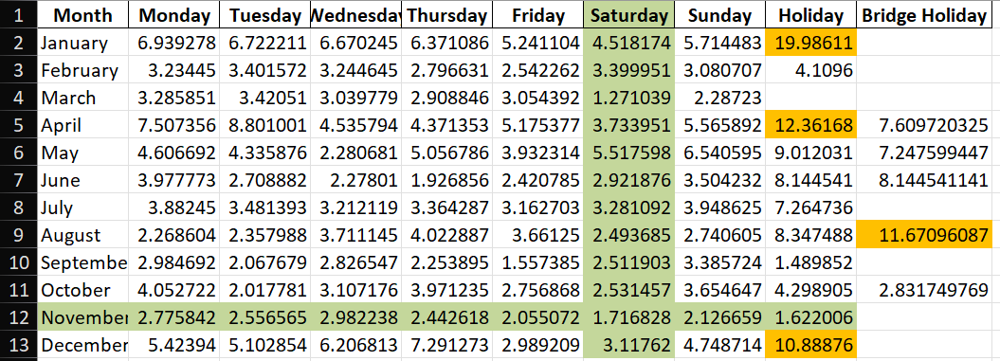 1 Month Monday Tuesday Wednesday Thursday Friday Saturday Sunday Holiday Bridge Holiday
2 January 6.939278 6.722211 6.670245 6.371086 5.241104 4.518174 5.714483 19.98611
3 February 3.23445 3.401572 3.244645 2.796631 2.542262 3.399951 3.080707 4.1096
4 March 3.285851 3.42051 3.039779 2.908846 3.054392 1.271039 2.28723
5 April 7.507356 8.801001 4.535794 4.371353 5.175377 3.733951 5.565892 12.36168 7.609720325
6 May 4.606692 4.335876 2.280681 5.056786 3.932314 5.517598 6.540595 9.012031 7.247599447
7 June 3.977773 2.708882 2.27801 1.926856 2.420785 2.921876 3.504232 8.144541 8.144541141
8 July 3.88245 3.481393 3.212119 3.364287 3.162703 3.281092 3.948625 7.264736
9 August 2.268604 2.357988 3.711145 4.022887 3.66125 2.493685 2.740605 8.347488 11.67096087
10 Septembe 2.984692 2.067679 2.826547 2.253895 1.557385 2.511903 3.385724 1.489852
11 October 4.052722 2.017781 3.107176 3.971235 2.756868 2.531457 3.654647 4.298905 2.831749769
12 November 2.775842 2.556565 2.982238 2.442618 2.055072 1.716828 2.126659 1.622006
13 December 5.42394 5.102854 6.206813 7.291273 2.989209 3.11762 4.748714 10.88876